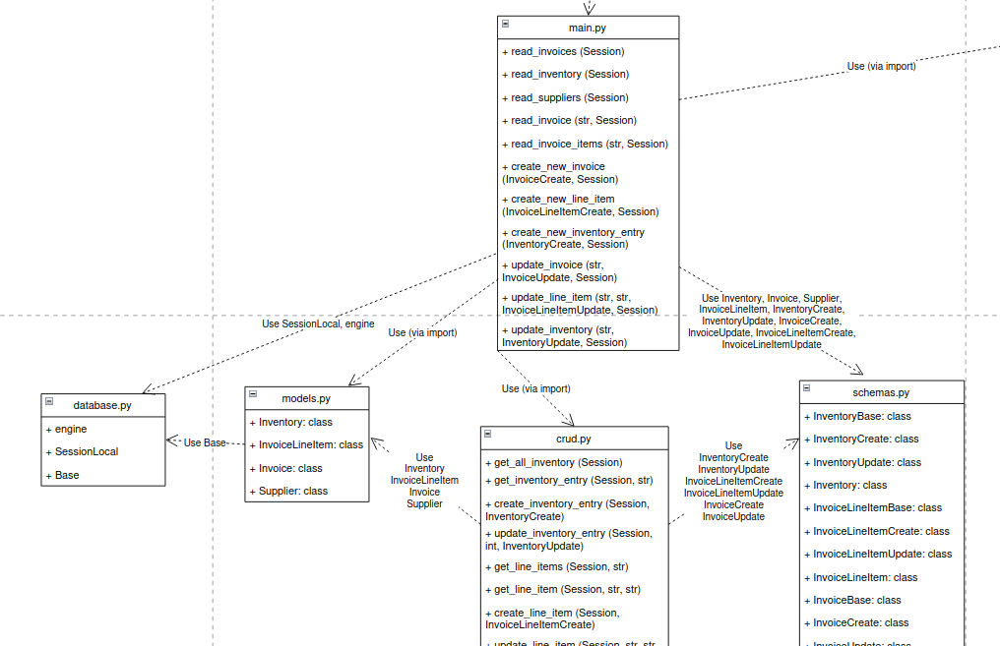 main.py
+ read_invoices (Session)
+ read_inventory (Session)
+ read_suppliers (Session)
+ read_invoice (str, Session)
+ read_invoice_items (str, Session)
+ create_new_invoice
(InvoiceCreate, Session)
+ create_new_line_item
(InvoiceLineItemCreate, Session)
+ create_new_inventory_entry
(InventoryCreate, Session)
+ update_invoice (str,
InvoiceUpdate, Session)
+ update_line_item (str, str,
InvoiceLineItemUpdate, Session)
+ update_inventory (str,
InventoryUpdate, Session)
Use (via import)
Use SessionLocal, engine
Use (via import)
Use (via import)
Use Inventory, Invoice, Supplier,
InvoiceLineItem, InventoryCreate,
InventoryUpdate, InvoiceCreate,
InvoiceUpdate, InvoiceLineItemCreate,
InvoiceLineItemUpdate
database.py
+ engine
+ SessionLocal
+ Base
Use Base
models.py
+ Inventory: class
+ InvoiceLineItem: class
+ Invoice: class
+ Supplier: class
Use
Inventory
InvoiceLineItem
Invoice
Supplier
crud.py
+ get_all_inventory (Session)
+ get_inventory_entry (Session, str)
+ create_inventory_entry (Session,
InventoryCreate)
+ update_inventory_entry (Session,
int, InventoryUpdate)
+ get_line_items (Session, str)
+ get_line_item (Session, str, str)
+ create_line_item (Session,
InvoiceLineItemCreate)
+ update_line_item (Session, str, str,
Use
InventoryCreate
InventoryUpdate
InvoiceLineItemCreate
InvoiceLineItemUpdate
InvoiceCreate
InvoiceUpdate
schemas.py
+ InventoryBase: class
+ InventoryCreate: class
+ InventoryUpdate: class
+ Inventory: class
+ InvoiceLineItemBase: class
+ InvoiceLineItemCreate: class
+ InvoiceLineItemUpdate: class
+ InvoiceLineItem: class
+ InvoiceBase: class
+ InvoiceCreate: class
+ InvoiceUpdate: class